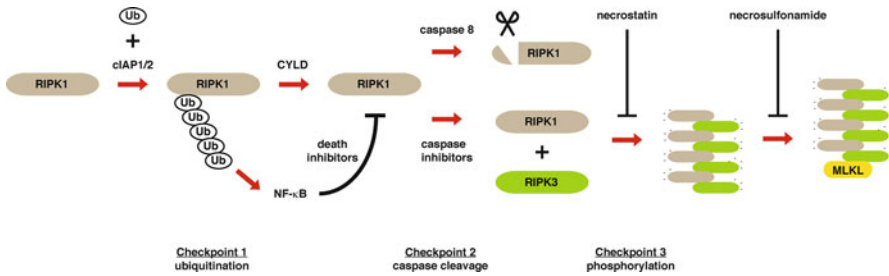 Ub
+
cIAP1/2
RIPK1
RIPK1
Ub
Ub
Ub
Ub
Ub
CYLD
RIPK1
NF-κB
death
inhibitors
caspase 8
RIPK1
caspase
inhibitors
RIPK1
+
RIPK3
necrostatin
necrosulfonamide
MLKL
Checkpoint 1
ubiquitination
Checkpoint 2
caspase cleavage
Checkpoint 3
phosphorylation